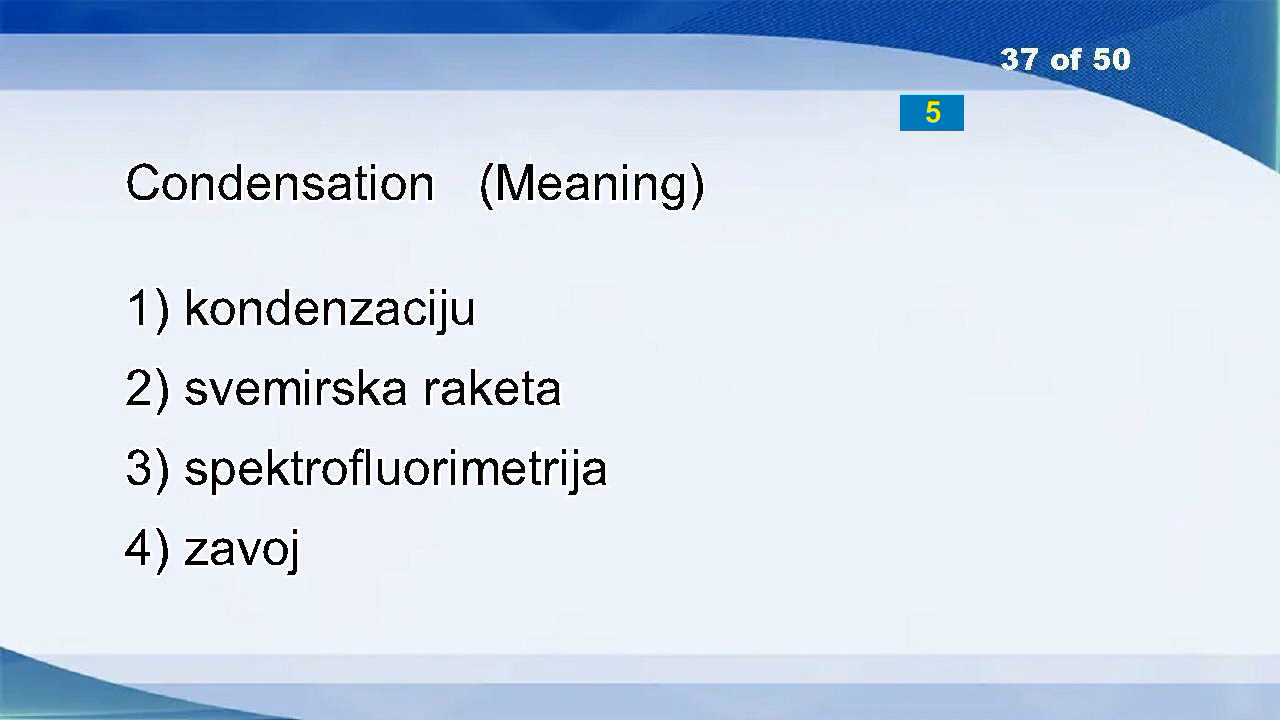 37 of 50
5
Condensation (Meaning)
1) kondenzaciju
2) svemirska raketa
3) spektrofluorimetrija
4) zavoj